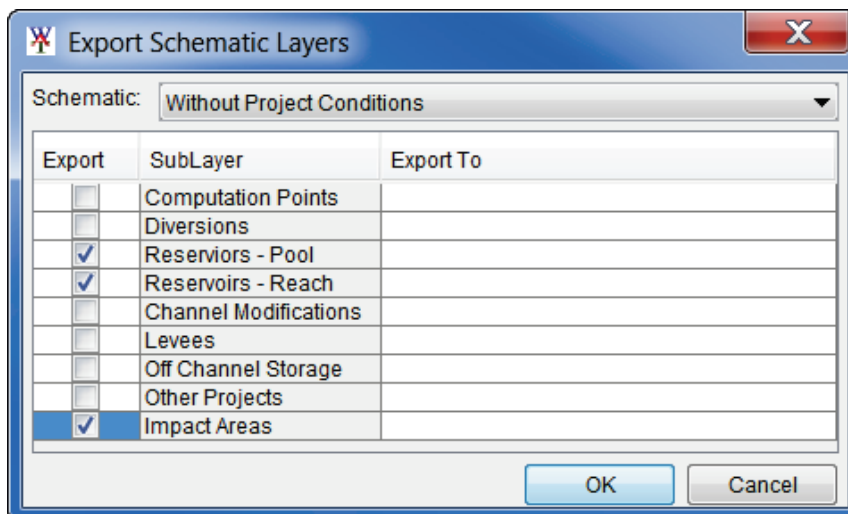 Export Schematic Layers
Schematic: Without Project Conditions
Export SubLayer Export To
Computation Points
Diversions
Reserviors - Pool
Reservoirs - Reach
Channel Modifications
Levees
Off Channel Storage
Other Projects
Impact Areas
OK Cancel